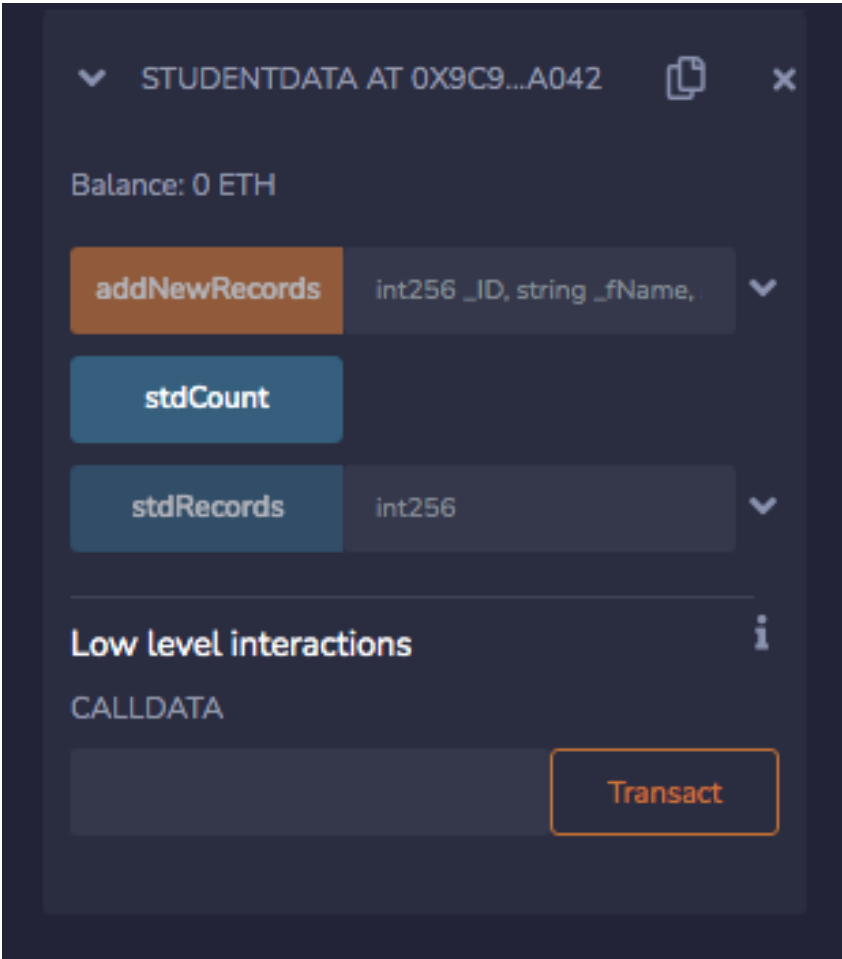 STUDENTDATA AT 0X9C9...A042
Balance: 0 ETH
addNewRecords int256 _ID, string _fName,
stdCount
stdRecords int256
Low level interactions
CALLDATA
Transact